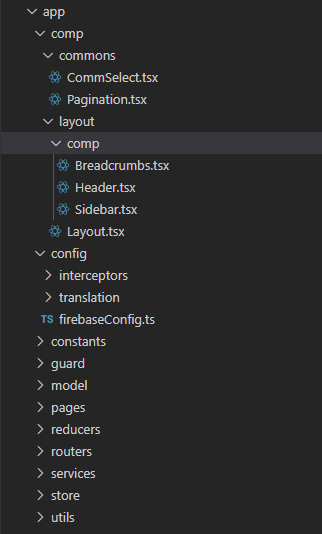 app
comp
commons
CommSelect.tsx
Pagination.tsx
layout
comp
Breadcrumbs.tsx
Header.tsx
Sidebar.tsx
Layout.tsx
config
interceptors
translation
TS firebaseConfig.ts
constants
guard
model
pages
reducers
routers
services
store
utils